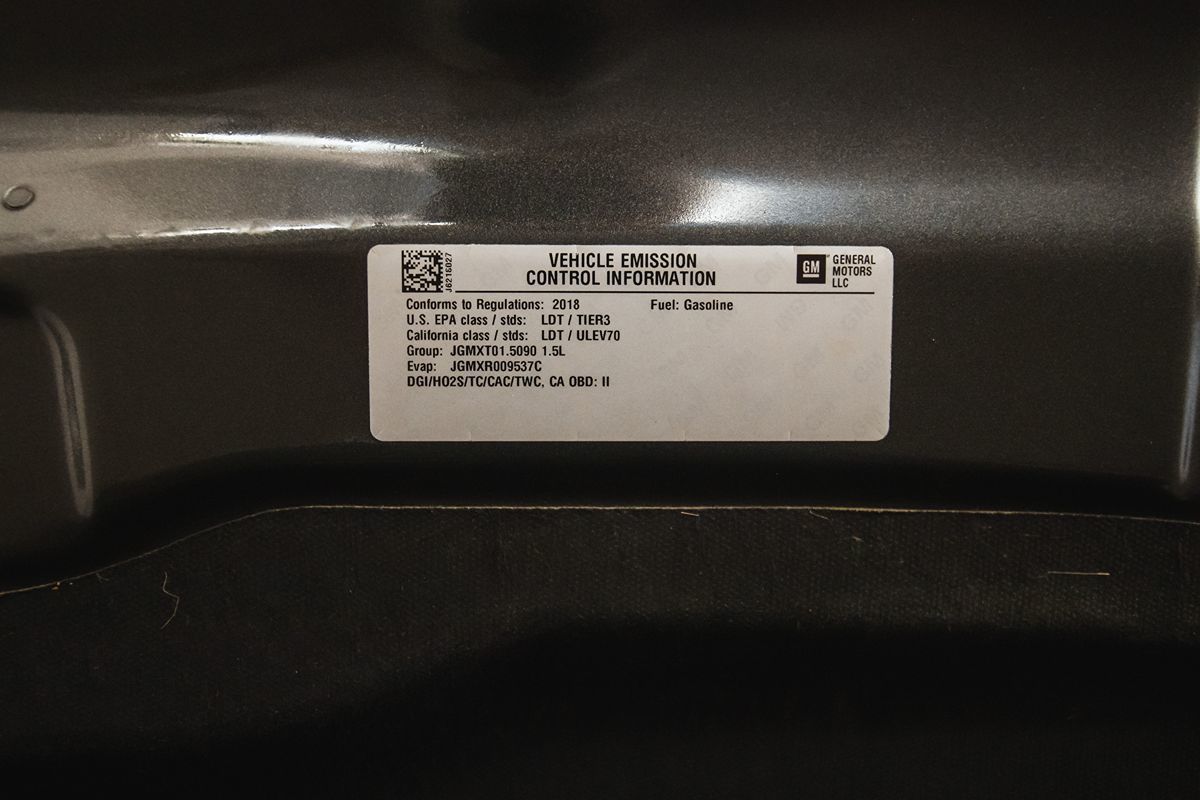 J6216027
VEHICLE EMISSION
CONTROL INFORMATION
GM
GENERAL
MOTORS
LLC
Conforms to Regulations: 2018 Fuel: Gasoline
U.S. EPA class / stds: LDT / TIER3
California class / stds: LDT / ULEV70
Group: JGMXT01.5090 1.5L
Evap: JGMXR009537C
DGI/HO2S/TC/CAC/TWC, CA OBD: II